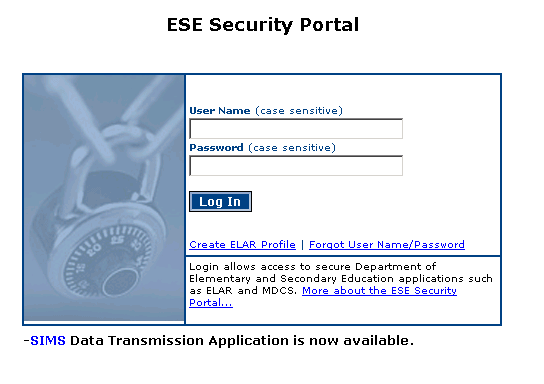 ESE Security Portal
User Name (case sensitive)
Password (case sensitive)
Log In
Create ELAR Profile | Forgot User Name/Password
Login allows access to secure Department of
Elementary and Secondary Education applications such
as ELAR and MDCS. More about the ESE Security
Portal...
-SIMS Data Transmission Application is now available.